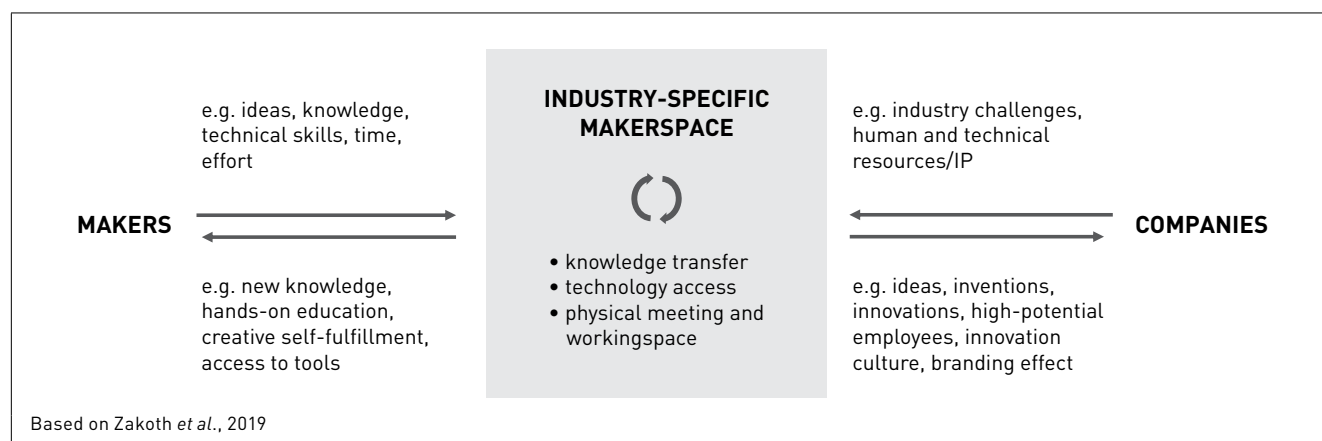 e.g. ideas, knowledge,
technical skills, time,
effort
MAKERS
e.g. new knowledge,
hands-on education,
creative self-fulfillment,
access to tools
INDUSTRY-SPECIFIC
MAKERSPACE
• knowledge transfer
• technology access
• physical meeting and
workingspace
e.g. industry challenges,
human and technical
resources/IP
COMPANIES
e.g. ideas, inventions,
innovations, high-potential
employees, innovation
culture, branding effect
Based on Zakoth et al., 2019